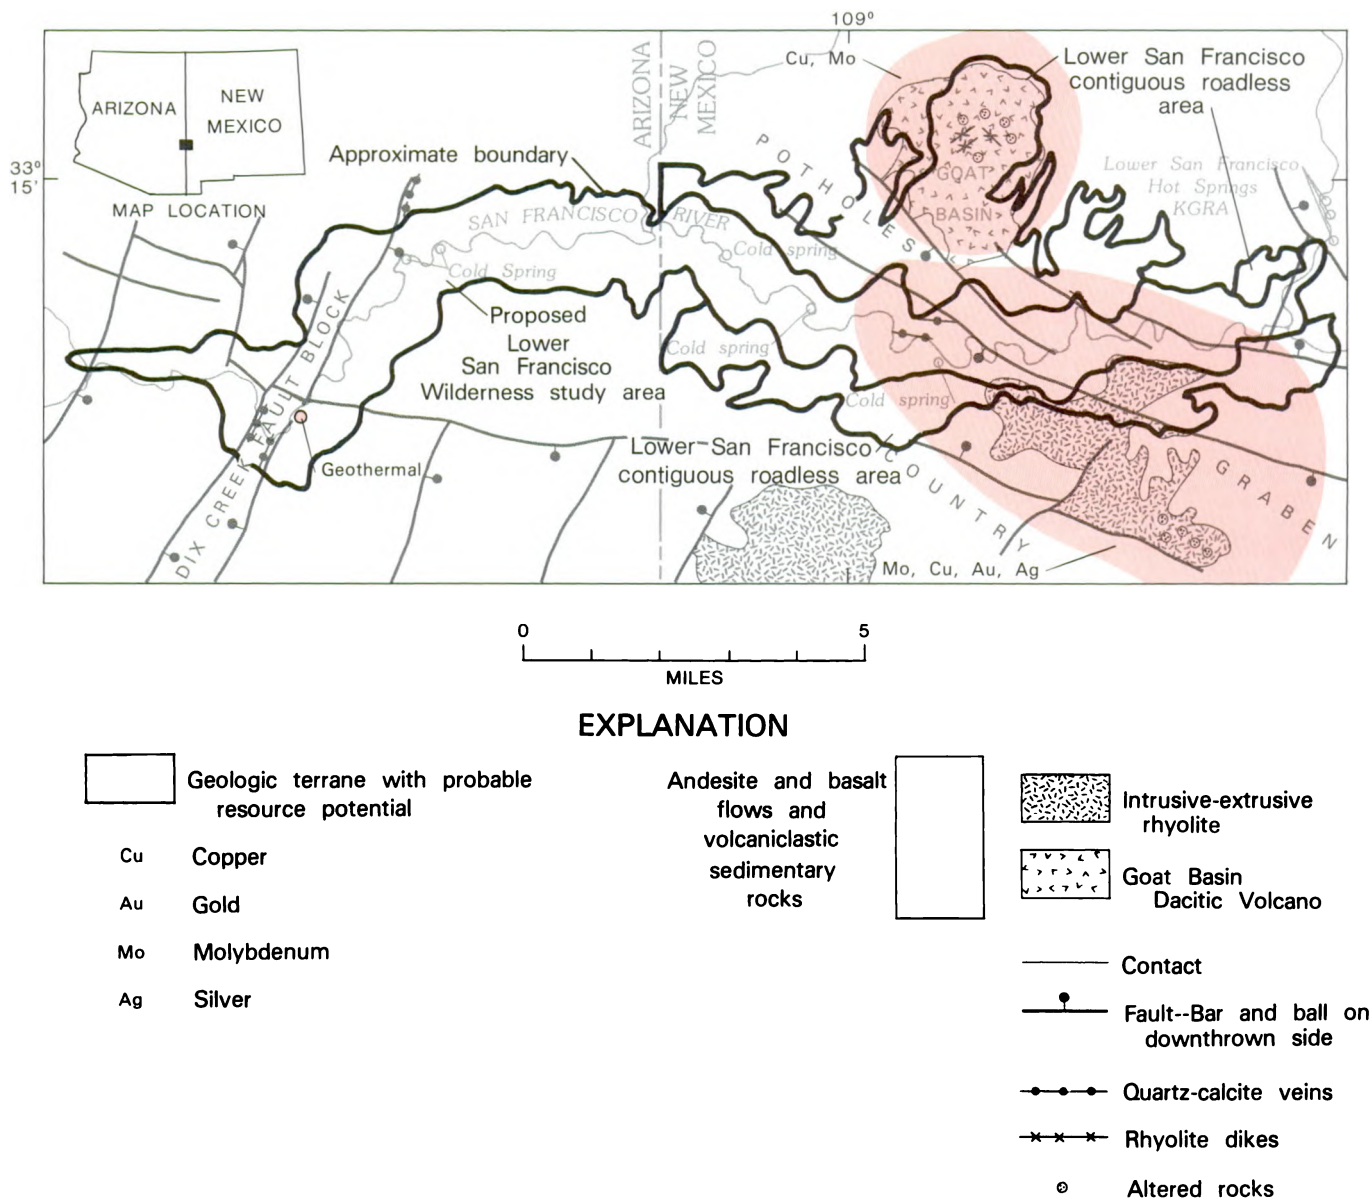 109°
ARIZONA
NEW
MEXICO
ARIZONA
NEW
MEXICO
Cu, Mo
Lower San Francisco
contiguous roadless
area
33°
15'
Approximate boundary
MAP LOCATION
POTHOLES
GOAT
BASIN
Lower San Francisco
Hot Springs
KGRA
SAN FRANCISCO RIVER
Cold spring
Cold Spring
Proposed
Lower
San Francisco
Wilderness study area
Cold spring
Cold spring
DIX CREEK FAULT BLOCK
Geothermal
Lower San Francisco
contiguous roadless area
COUNTRY
GRABEN
Mo, Cu, Au, Ag
0 5
MILES
EXPLANATION
Geologic terrane with probable
resource potential
Cu Copper
Au Gold
Mo Molybdenum
Ag Silver
Andesite and basalt
flows and
volcaniclastic
sedimentary
rocks
Intrusive-extrusive
rhyolite
Goat Basin
Dacitic Volcano
Contact
Fault--Bar and ball on
downthrown side
Quartz-calcite veins
Rhyolite dikes
Altered rocks